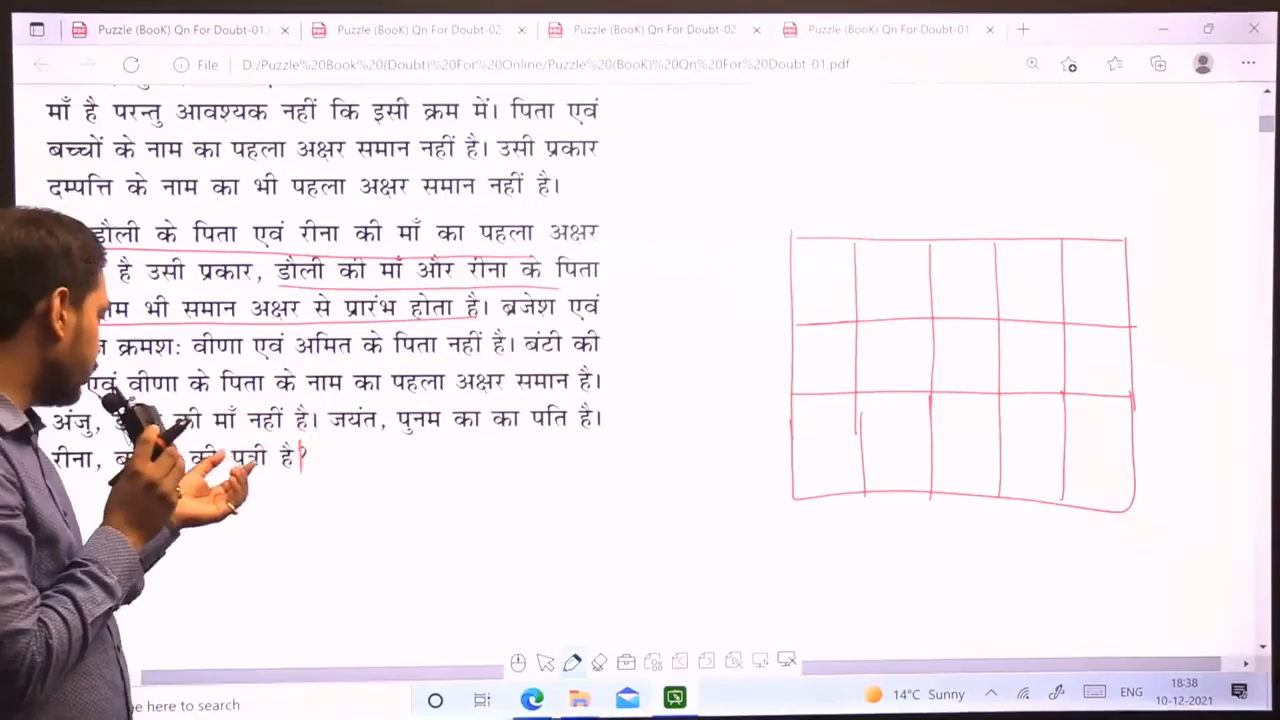 Puzzle (BooK) Qn For Doubt-01.
Puzzle (BooK) Qn For Doubt-02
Puzzle (BooK) Qn For Doubt-02
Puzzle (BooK) Qn For Doubt-01
File
D:/Puzzle%20Book%20(Doubt)%20For%20Online/Puzzle%20(BooK)%20Qn%20For%20Doubt-01.pdf
माँ है परन्तु आवश्यक नहीं कि इसी क्रम में। पिता एवं
बच्चों के नाम का पहला अक्षर समान नहीं है। उसी प्रकार
दम्पत्ति के नाम का भी पहला अक्षर समान नहीं है।
डौली के पिता एवं रीना की माँ का पहला अक्षर
है उसी प्रकार, डौली की माँ और रीना के पिता
भी समान अक्षर से प्रारंभ होता है। ब्रजेश एवं
क्रमशः वीणा एवं अमित के पिता नहीं है। बंटी की
एवं वीणा के पिता के नाम का पहला अक्षर समान है।
अंजु, की माँ नहीं है। जयंत, पुनम का का पति है।
रीना, की पुत्री है?
here to search
14°C Sunny
ENG
18:38
10-12-2021